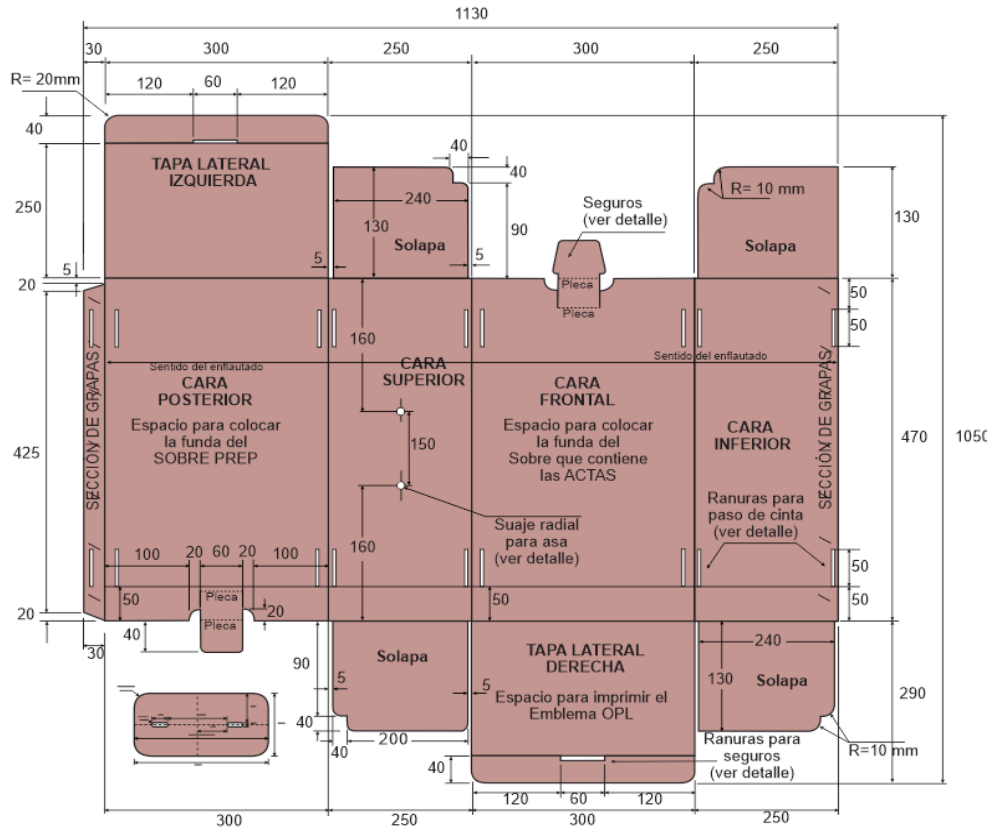 1130
30
300
250
300
250
R= 20mm
120
60
120
40
TAPA LATERAL
IZQUIERDA
40
40
240
R= 10 mm
250
130
90
Seguros
(ver detalle)
130
Solapa
Solapa
5
5
5
20
Pleca
Pleca
50
50
160
Sentido del enflautado
Sentido del enflautado
CARA
SUPERIOR
CARA
POSTERIOR
CARA
FRONTAL
Espacio para colocar
la funda del
SOBRE PREP
Espacio para colocar
la funda del
Sobre que contiene
las ACTAS
CARA
INFERIOR
SECCIÓN DE GRAPAS
SECCIÓN DE GRAPAS
425
150
470
1050
Ranuras para
paso de cinta
(ver detalle)
Suaje radial
para asa
(ver detalle)
160
100
20
60
20
100
50
50
50
50
20
Pleca
Pleca
20
40
30
90
Solapa
TAPA LATERAL
DERECHA
240
130
Solapa
290
5
5
Espacio para imprimir el
Emblema OPL
40
40
200
Ranuras para
seguros
(ver detalle)
R=10 mm
40
120
60
120
300
250
300
250